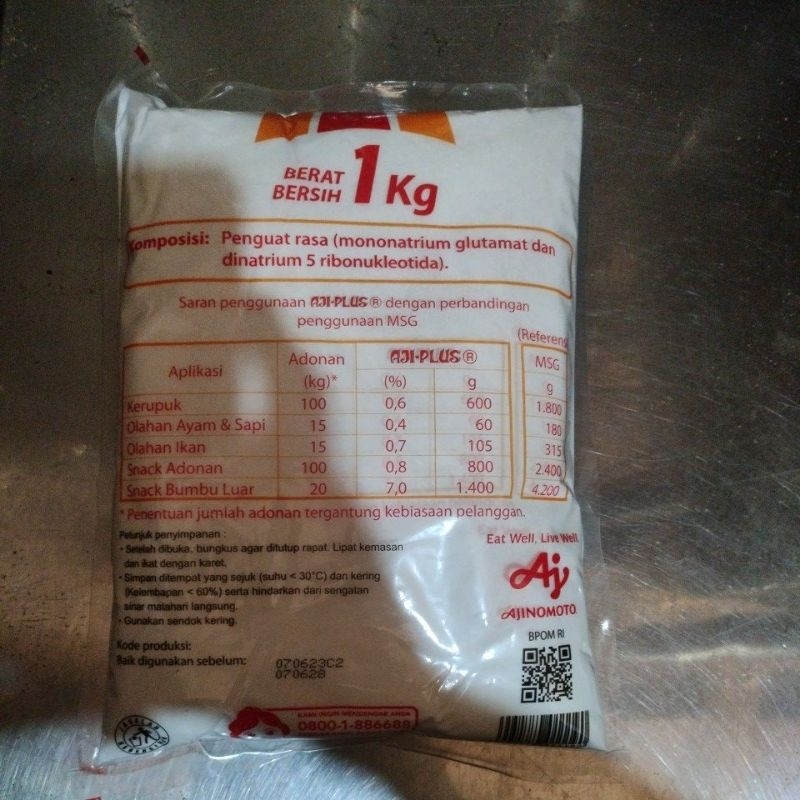 BERAT
BERSIH 1 Kg
Komposisi: Penguat rasa (mononatrium glutamat dan
dinatrium 5 ribonukleotida).
Saran penggunaan AJI-PLUS® dengan perbandingan
penggunaan MSG
(Referens
Aplikasi Adonan (kg)* AJI-PLUS® (%) g MSG g
Kerupuk 100 0,6 600 1.800
Olahan Ayam & Sapi 15 0,4 60 180
Olahan Ikan 15 0,7 105 315
Snack Adonan 100 0,8 800 2.400
Snack Bumbu Luar 20 7,0 1.400 4.200
* Penentuan jumlah adonan tergantung kebiasaan pelanggan.
Petunjuk penyimpanan :
• Setelah dibuka, bungkus agar ditutup rapat. Lipat kemasan
dan ikat dengan karet.
• Simpan ditempat yang sejuk (suhu < 30°C) dan kering
(Kelembapan < 60%) serta hindarkan dari sengatan
sinar matahari langsung.
• Gunakan sendok kering.
Eat Well, Live Well.
Aj
AJINOMOTO
BPOM RI
Kode produksi: 070623C2
Baik digunakan sebelum: 070628
KAMI INGIN MENDENGAR ANDA
0800-1-886688